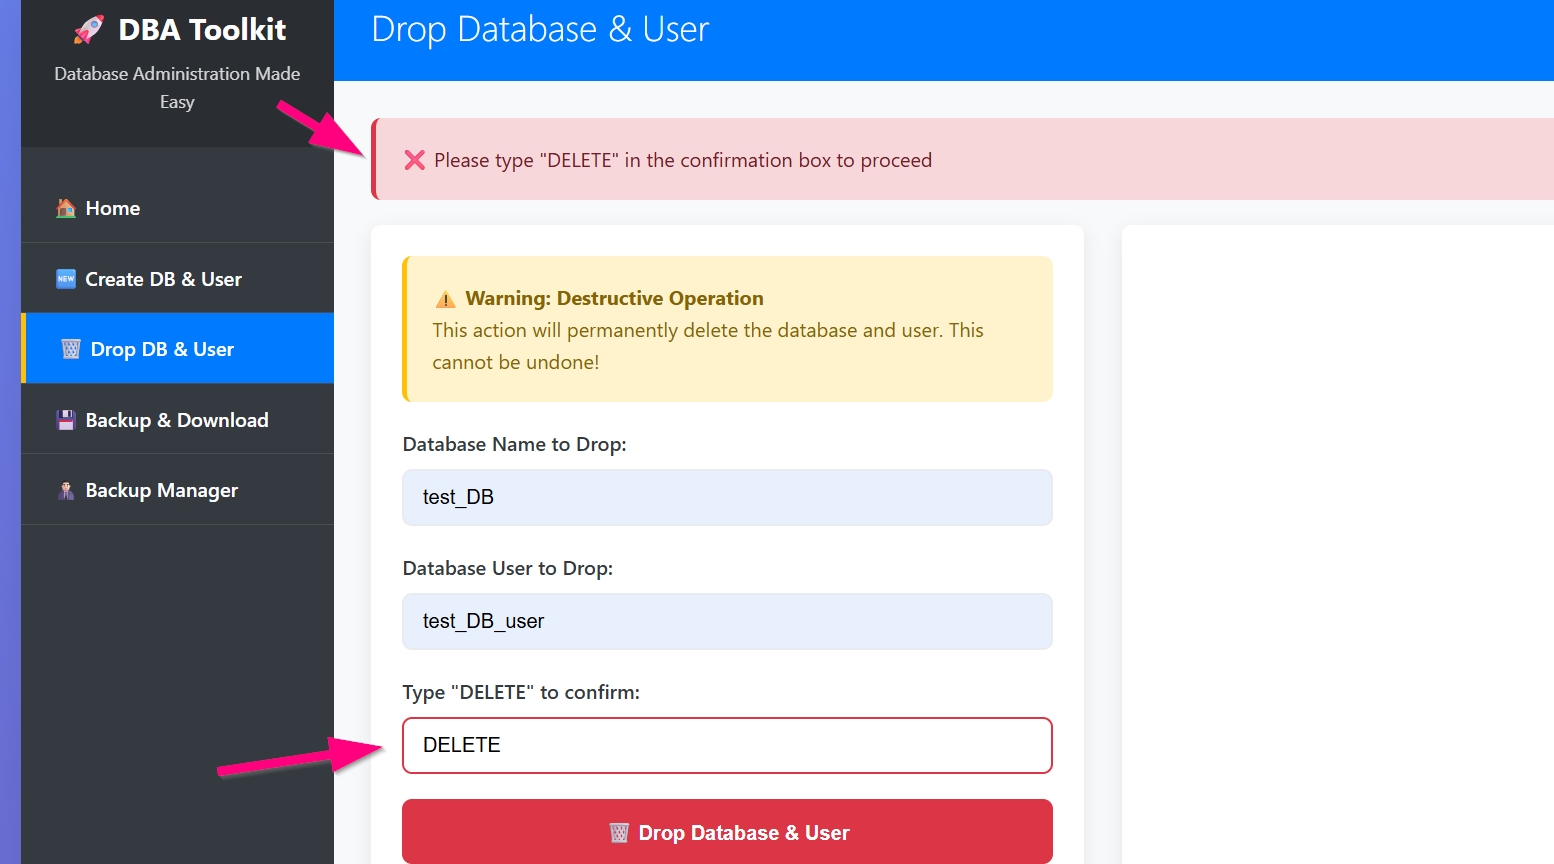 DBA Toolkit
Database Administration Made
Easy
Home
NEW
Create DB & User
Drop DB & User
Backup & Download
Backup Manager
Drop Database & User
Please type "DELETE" in the confirmation box to proceed
Warning: Destructive Operation
This action will permanently delete the database and user. This
cannot be undone!
Database Name to Drop:
test_DB
Database User to Drop:
test_DB_user
Type "DELETE" to confirm:
DELETE
Drop Database & User